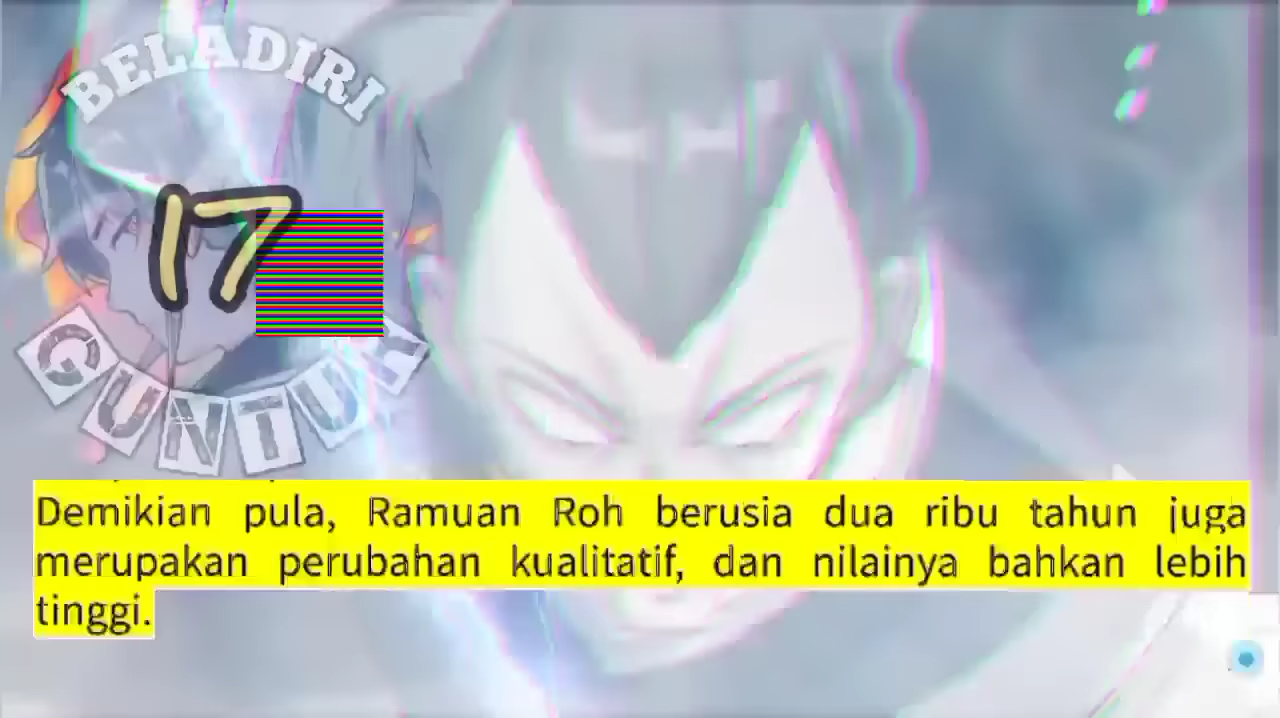 BELADIRI
17
GUNTUR
Demikian pula, Ramuan Roh berusia dua ribu tahun juga
merupakan perubahan kualitatif, dan nilainya bahkan lebih
tinggi.